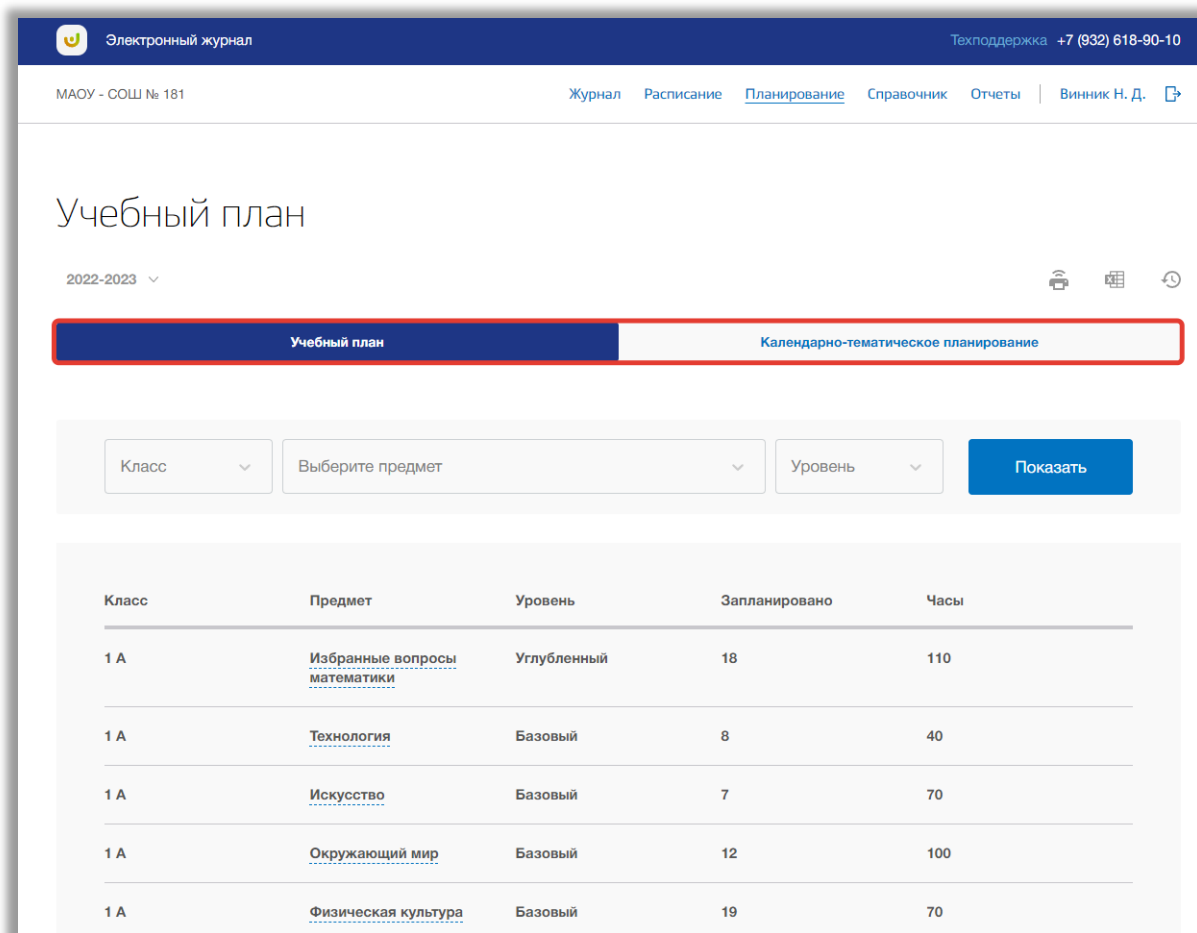 Электронный журнал Техподдержка +7 (932) 618-90-10
МАОУ - СОШ № 181 Журнал Расписание Планирование Справочник Отчеты Винник Н. Д.
Учебный план
2022-2023
Учебный план Календарно-тематическое планирование
Класс Выберите предмет Уровень Показать
Класс Предмет Уровень Запланировано Часы
1 А Избранные вопросы Углубленный 18 110
математики
1 А Технология Базовый 8 40
1 А Искусство Базовый 7 70
1 А Окружающий мир Базовый 12 100
1 А Физическая культура Базовый 19 70